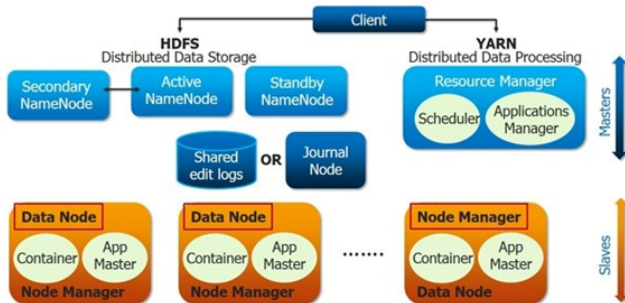 Client
HDFS
Distributed Data Storage
YARN
Distributed Data Processing
Secondary
NameNode
Active
NameNode
Standby
NameNode
Resource Manager
Scheduler
Applications
Manager
Masters
Shared
edit logs
OR
Journal
Node
Data Node
Container
App
Master
Node Manager
Data Node
Container
App
Master
Node Manager
........
Node Manager
Container
App
Master
Data Node
Slaves